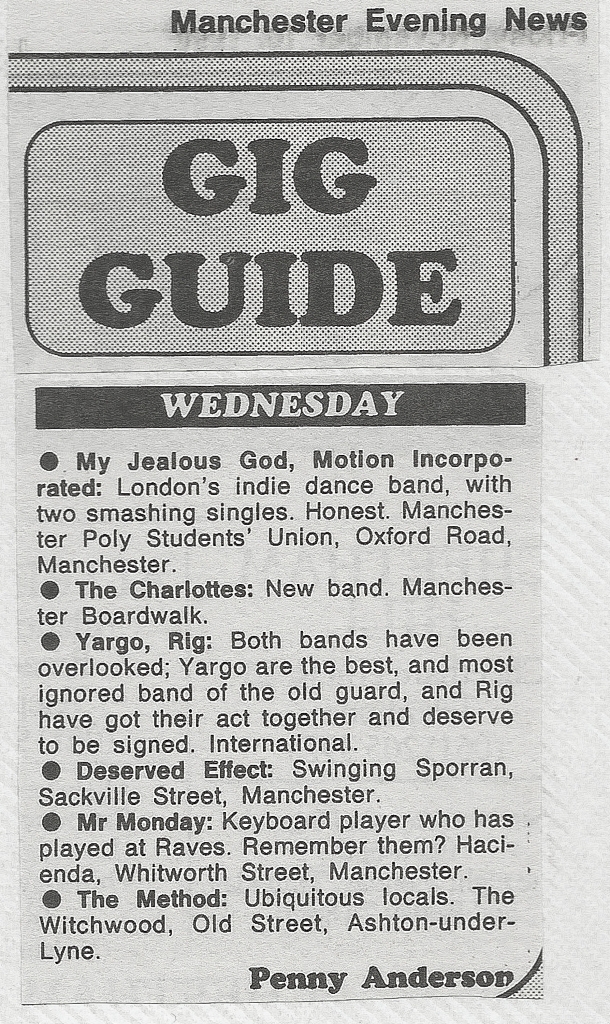 Manchester Evening News
GIG
GUIDE
WEDNESDAY
● My Jealous God, Motion Incorpo-
rated: London's indie dance band, with
two smashing singles. Honest. Manches-
ter Poly Students' Union, Oxford Road,
Manchester.
● The Charlottes: New band. Manches-
ter Boardwalk.
● Yargo, Rig: Both bands have been
overlooked; Yargo are the best, and most
ignored band of the old guard, and Rig
have got their act together and deserve
to be signed. International.
● Deserved Effect: Swinging Sporran,
Sackville Street, Manchester.
● Mr Monday: Keyboard player who has
played at Raves. Remember them? Haci-
enda, Whitworth Street, Manchester.
● The Method: Ubiquitous locals. The
Witchwood, Old Street, Ashton-under-
Lyne.
Penny Anderson